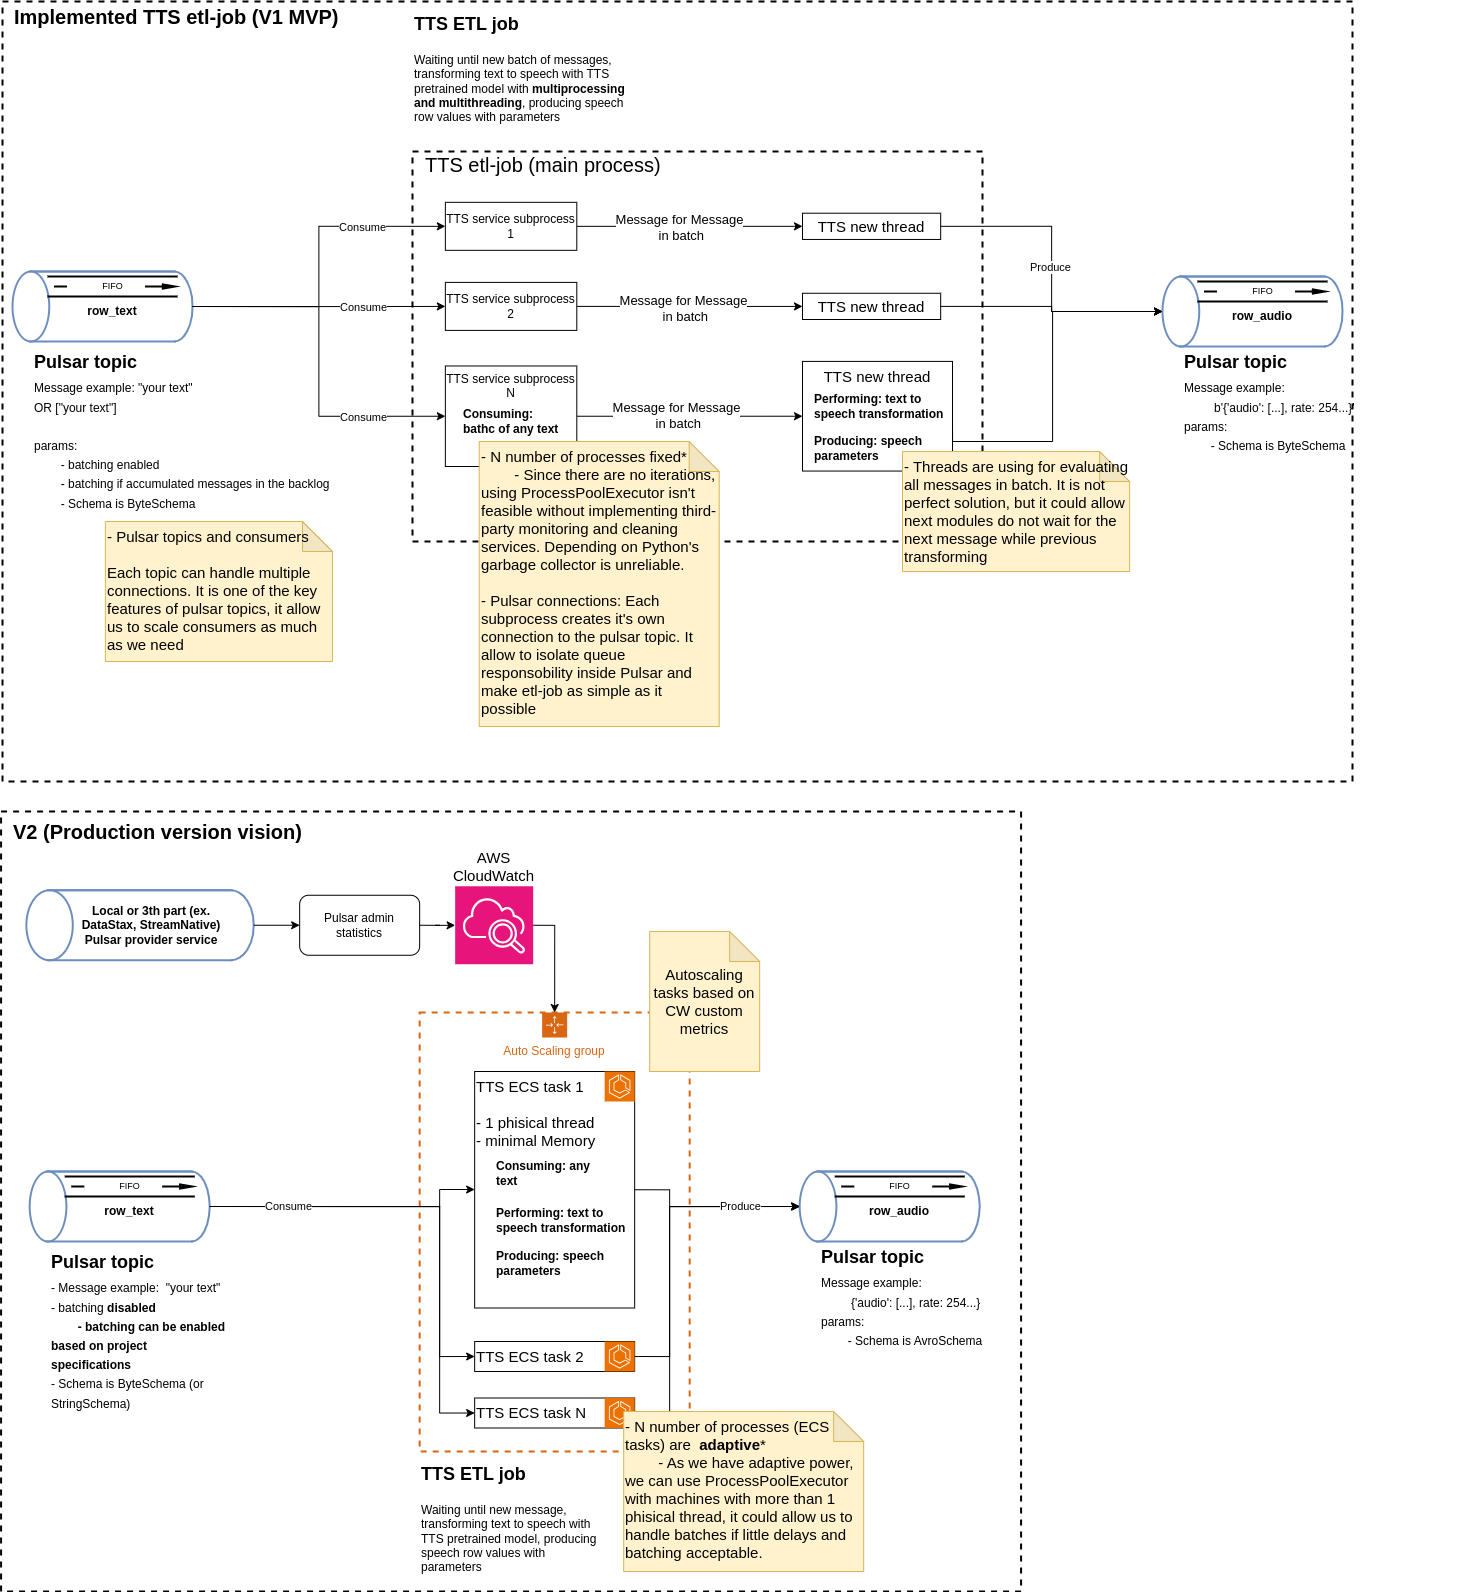 Implemented TTS etl-job (V1 MVP)
TTS ETL job
Waiting until new batch of messages,
transforming text to speech with TTS
pretrained model with multiprocessing
and multithreading, producing speech
row values with parameters
TTS etl-job (main process)
Consume
TTS service subprocess
1
Message for Message
in batch
TTS new thread
Produce
FIFO
row_text
Consume
TTS service subprocess
2
Message for Message
in batch
TTS new thread
FIFO
row_audio
Pulsar topic
Message example: "your text"
OR ["your text"]
params:
- batching enabled
- batching if accumulated messages in the backlog
- Schema is ByteSchema
Consume
TTS service subprocess
N
Consuming:
bathc of any text
Message for Message
in batch
TTS new thread
Performing: text to
speech transformation
Producing: speech
parameters
Pulsar topic
Message example:
b'{'audio': [...], rate: 254...}
params:
- Schema is ByteSchema
- Pulsar topics and consumers
Each topic can handle multiple
connections. It is one of the key
features of pulsar topics, it allow
us to scale consumers as much
as we need
- N number of processes fixed*
- Since there are no iterations,
using ProcessPoolExecutor isn't
feasible without implementing third-
party monitoring and cleaning
services. Depending on Python's
garbage collector is unreliable.
- Pulsar connections: Each
subprocess creates it's own
connection to the pulsar topic. It
allow to isolate queue
responsobility inside Pulsar and
make etl-job as simple as it
possible
- Threads are using for evaluating
all messages in batch. It is not
perfect solution, but it could allow
next modules do not wait for the
next message while previous
transforming
V2 (Production version vision)
Local or 3th part (ex.
DataStax, StreamNative)
Pulsar provider service
Pulsar admin
statistics
AWS
CloudWatch
Autoscaling
tasks based on
CW custom
metrics
Auto Scaling group
TTS ECS task 1
- 1 phisical thread
- minimal Memory
Consuming: any
text
Performing: text to
speech transformation
Producing: speech
parameters
FIFO
row_text
Consume
Produce
FIFO
row_audio
Pulsar topic
- Message example:  "your text"
- batching disabled
- batching can be enabled
based on project
specifications
- Schema is ByteSchema (or
StringSchema)
Pulsar topic
Message example:
{'audio': [...], rate: 254...}
params:
- Schema is AvroSchema
TTS ECS task 2
TTS ECS task N
- N number of processes (ECS
tasks) are  adaptive*
- As we have adaptive power,
we can use ProcessPoolExecutor
with machines with more than 1
phisical thread, it could allow us to
handle batches if little delays and
batching acceptable.
TTS ETL job
Waiting until new message,
transforming text to speech with
TTS pretrained model, producing
speech row values with
parameters